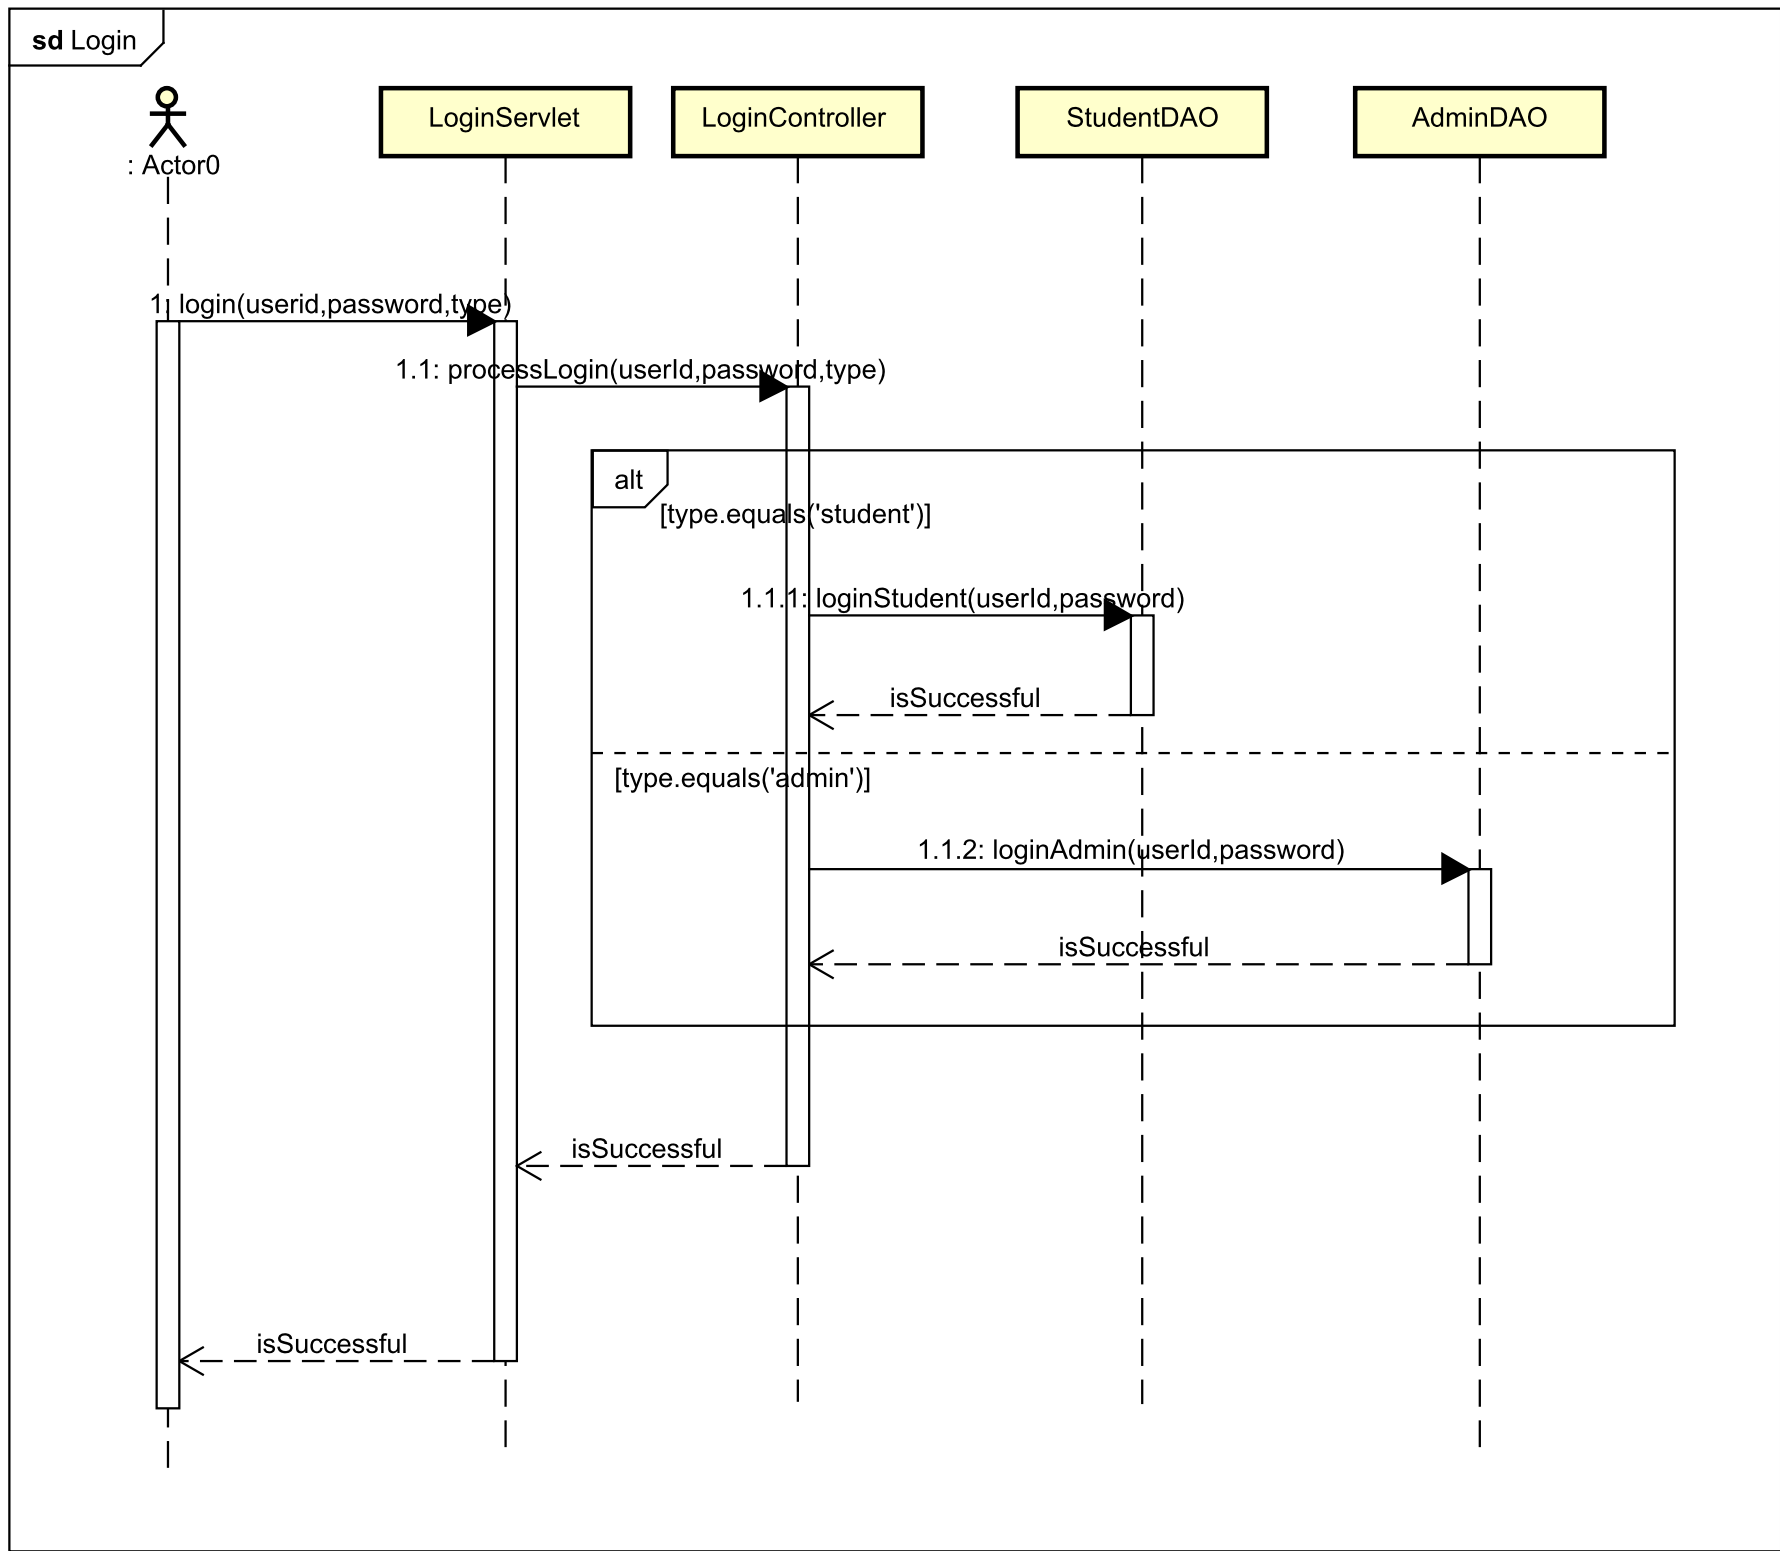 sd Login
: Actor0
LoginServlet
LoginController
StudentDAO
AdminDAO
1: login(userid,password,type)
1.1: processLogin(userId,password,type)
alt
[type.equals('student')]
1.1.1: loginStudent(userId,password)
isSuccessful
[type.equals('admin')]
1.1.2: loginAdmin(userId,password)
isSuccessful
isSuccessful
isSuccessful